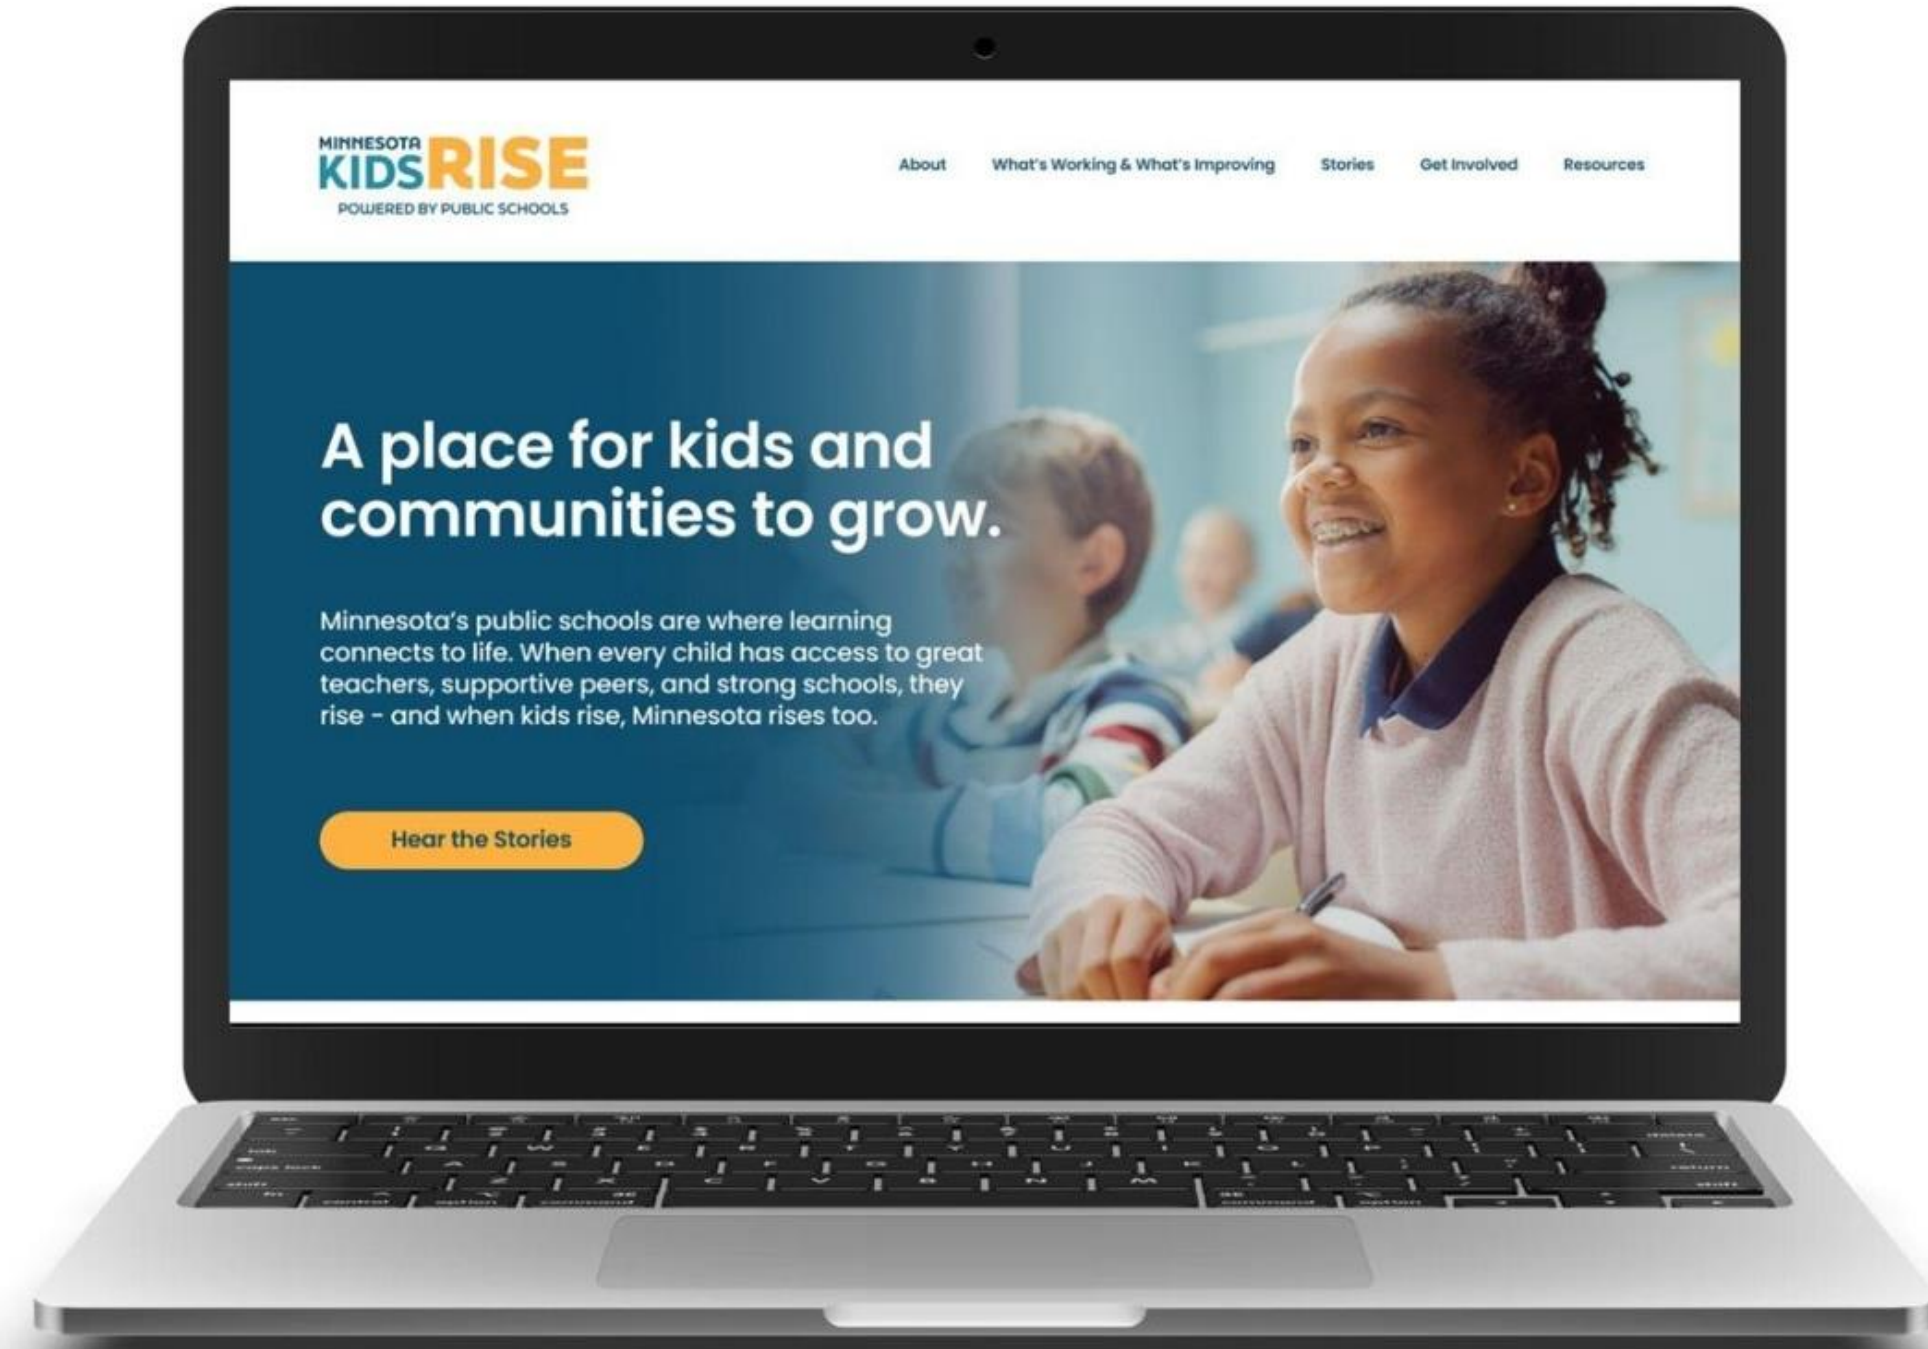 MINNESOTA
KIDS RISE
POWERED BY PUBLIC SCHOOLS
About What's Working & What's Improving Stories Get Involved Resources
A place for kids and
communities to grow.
Minnesota's public schools are where learning
connects to life. When every child has access to great
teachers, supportive peers, and strong schools, they
rise - and when kids rise, Minnesota rises too.
Hear the Stories